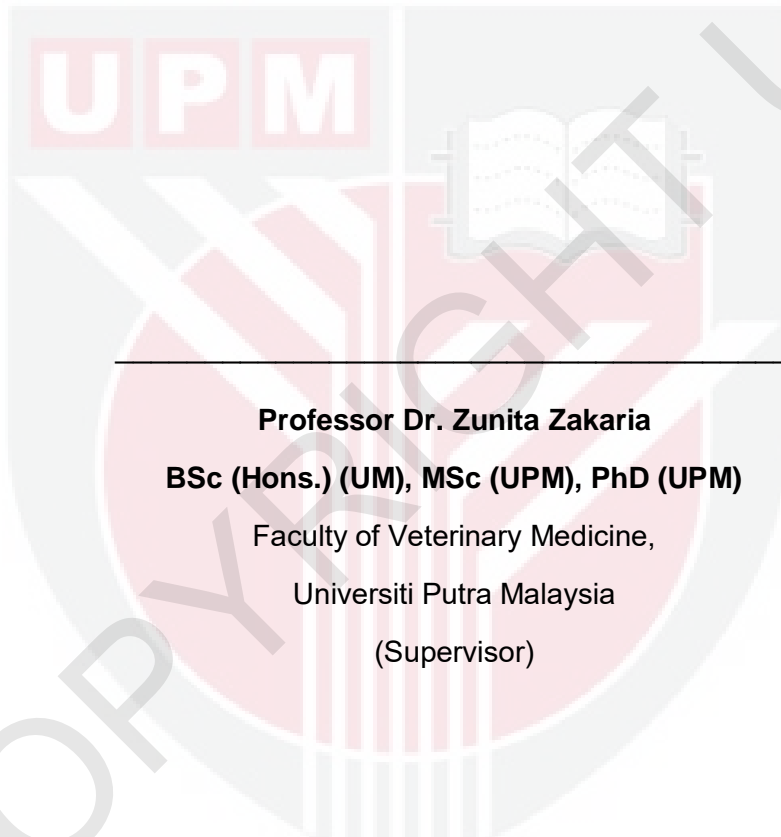 UPM
Professor Dr. Zunita Zakaria
BSc (Hons.) (UM), MSc (UPM), PhD (UPM)
Faculty of Veterinary Medicine,
Universiti Putra Malaysia
(Supervisor)
OPYRIGHT U